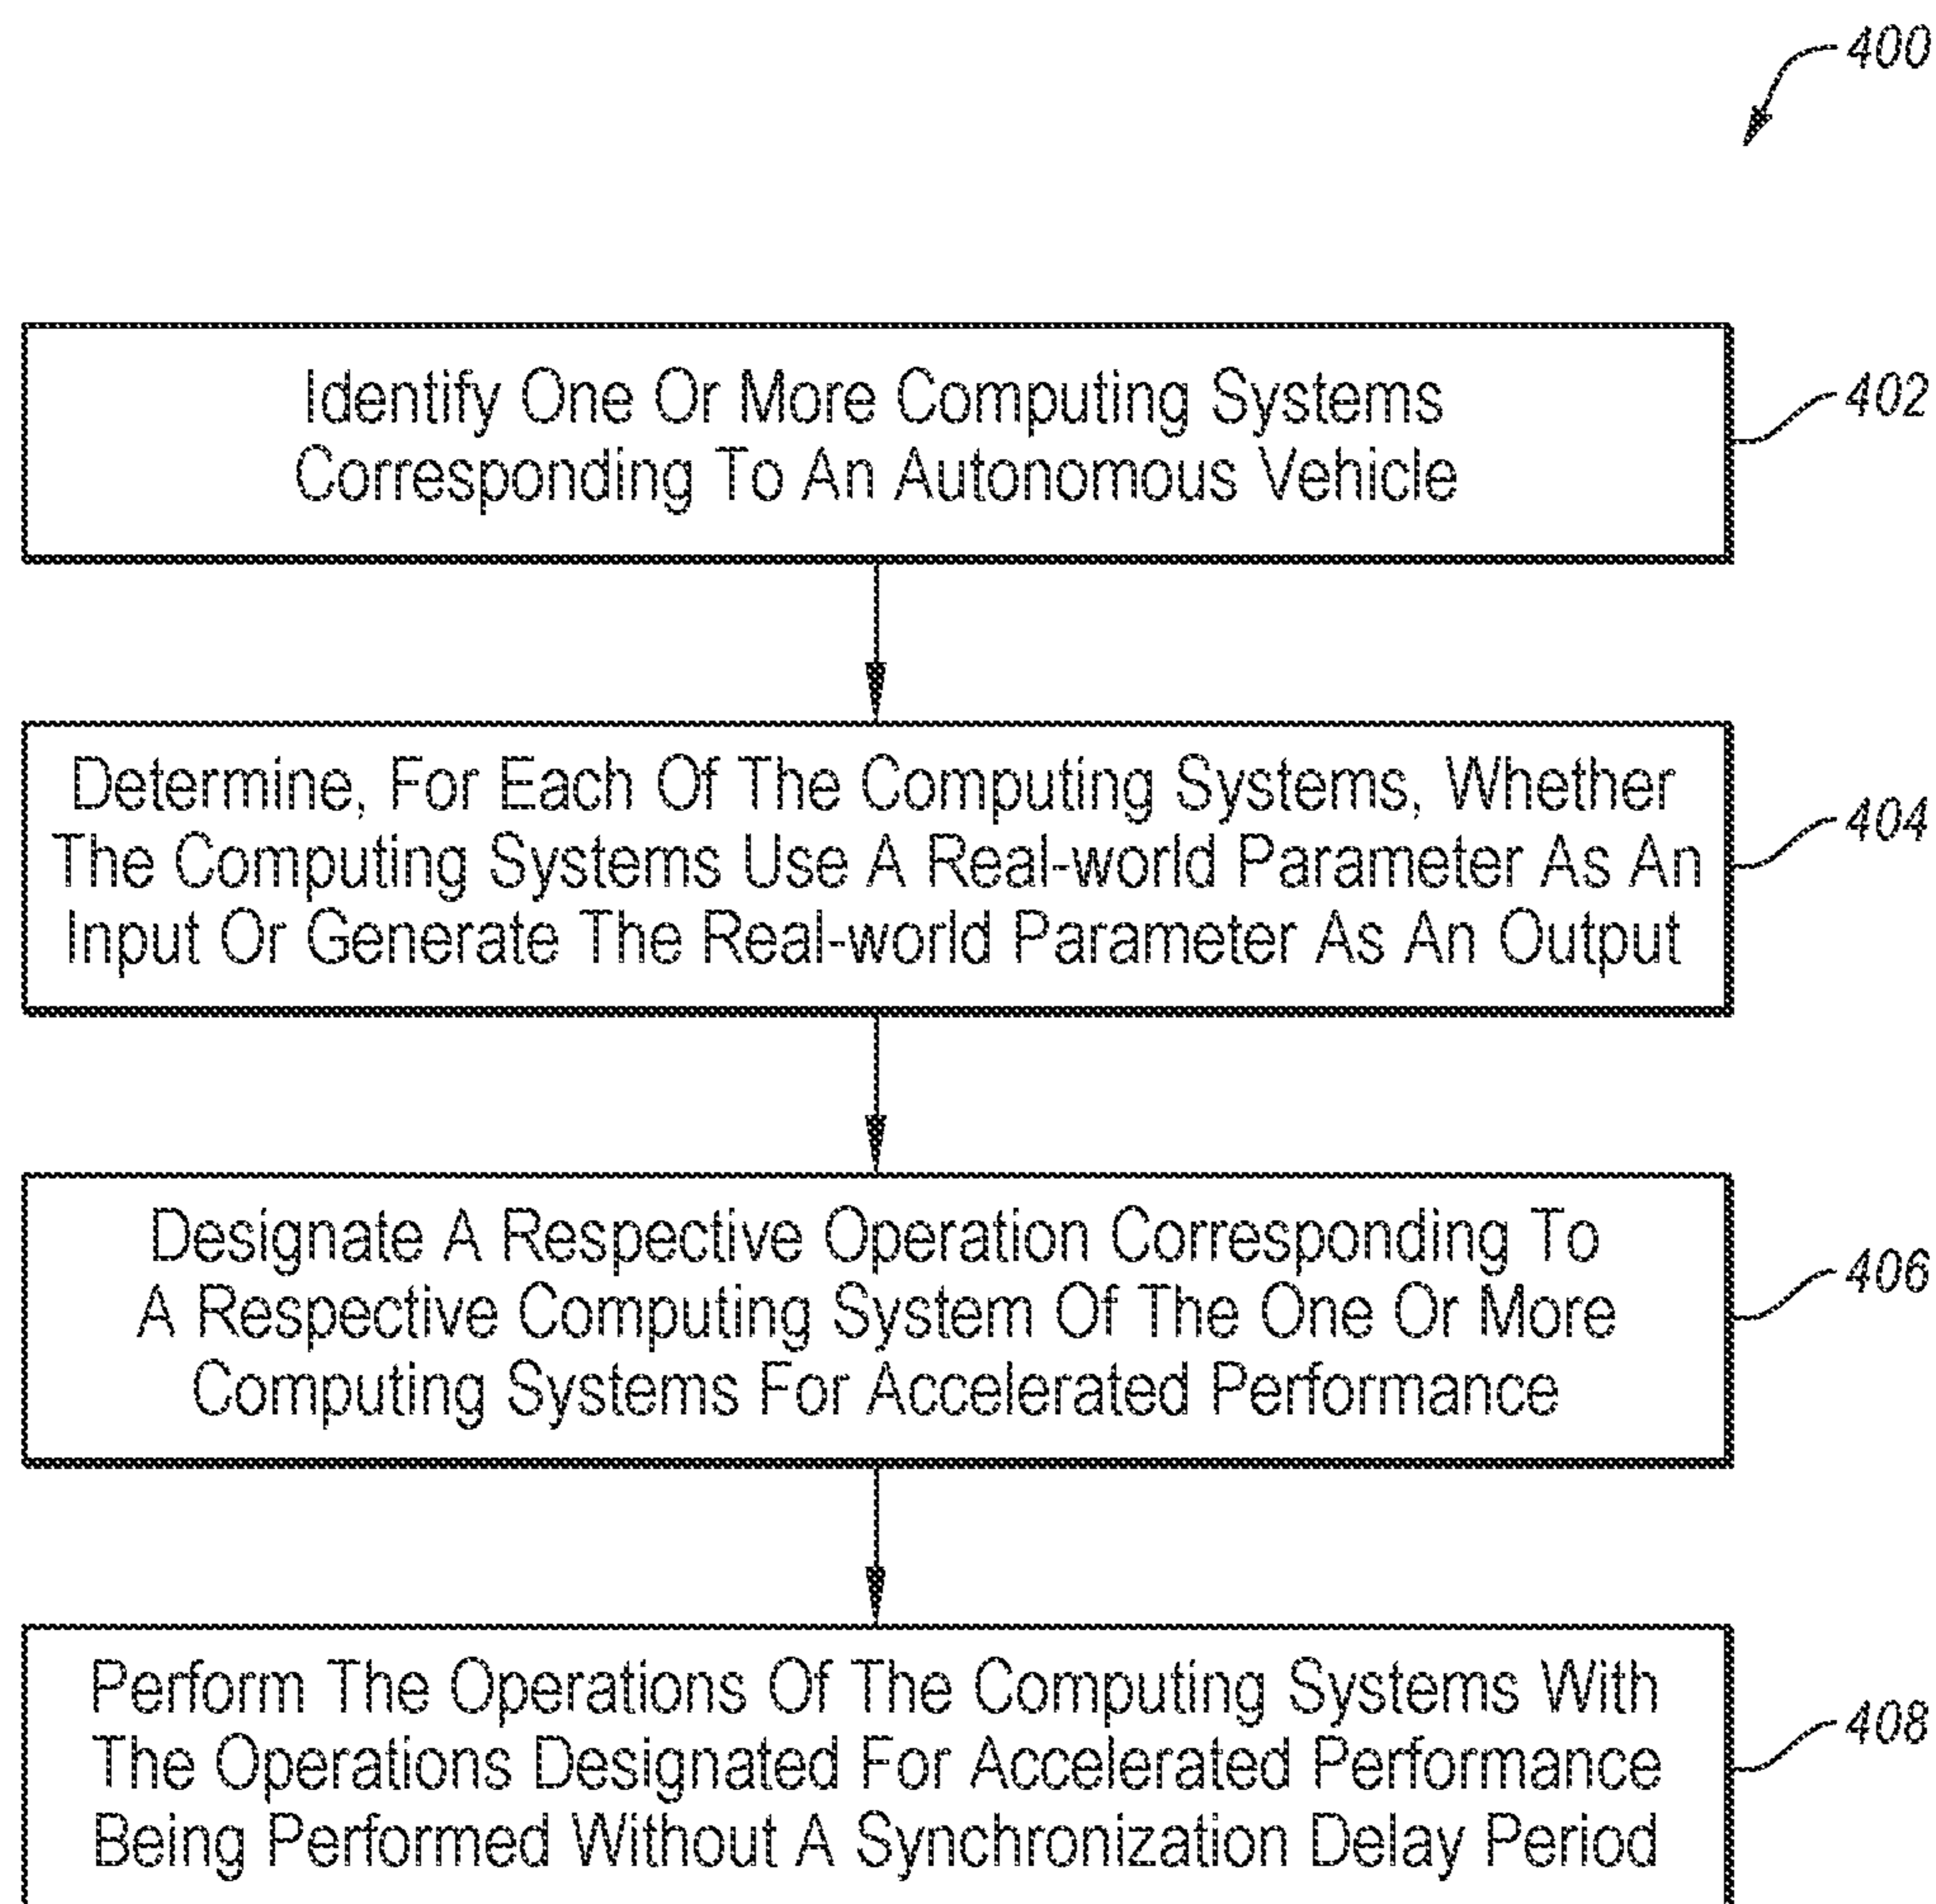 400
Identify One Or More Computing Systems
Corresponding To An Autonomous Vehicle
402
Determine, For Each Of The Computing Systems, Whether
The Computing Systems Use A Real-world Parameter As An
Input Or Generate The Real-world Parameter As An Output
404
Designate A Respective Operation Corresponding To
A Respective Computing System Of The One Or More
Computing Systems For Accelerated Performance
406
Perform The Operations Of The Computing Systems With
The Operations Designated For Accelerated Performance
Being Performed Without A Synchronization Delay Period
408